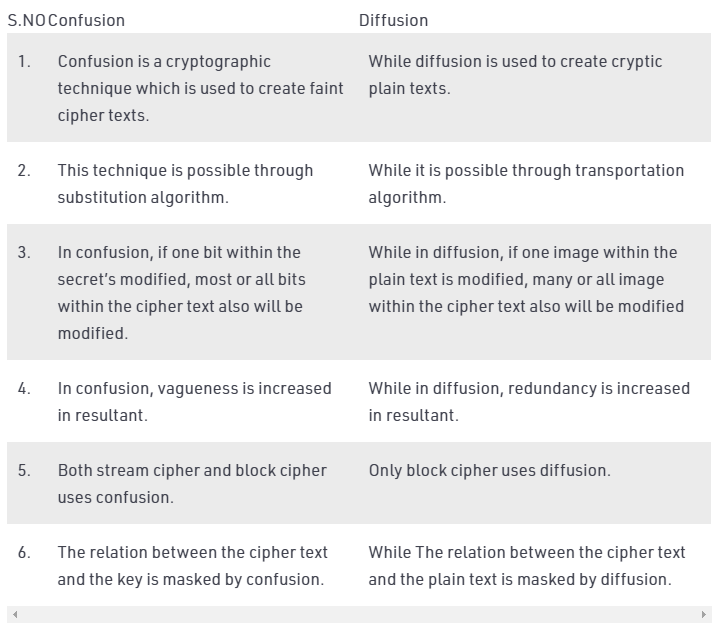 S.NO Confusion Diffusion
1. Confusion is a cryptographic
technique which is used to create faint
cipher texts.
While diffusion is used to create cryptic
plain texts.
2. This technique is possible through
substitution algorithm.
While it is possible through transportation
algorithm.
3. In confusion, if one bit within the
secret's modified, most or all bits
within the cipher text also will be
modified.
While in diffusion, if one image within the
plain text is modified, many or all image
within the cipher text also will be modified
4. In confusion, vagueness is increased
in resultant.
While in diffusion, redundancy is increased
in resultant.
5. Both stream cipher and block cipher
uses confusion.
Only block cipher uses diffusion.
6. The relation between the cipher text
and the key is masked by confusion.
While The relation between the cipher text
and the plain text is masked by diffusion.